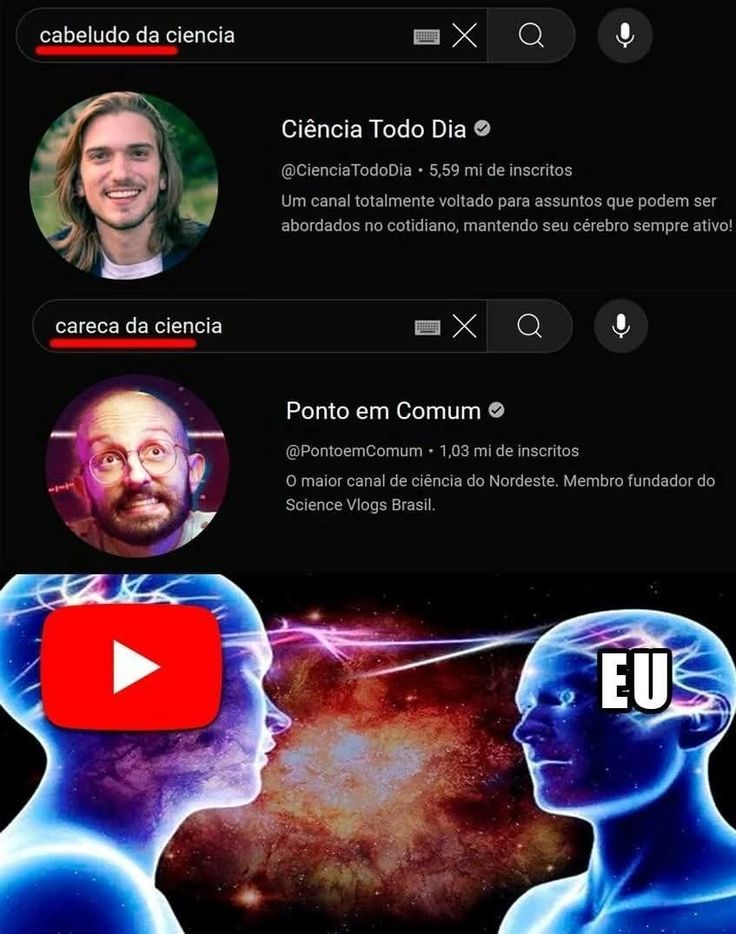 cabeludo da ciencia
Ciência Todo Dia
@CienciaTodoDia • 5,59 mi de inscritos
Um canal totalmente voltado para assuntos que podem ser
abordados no cotidiano, mantendo seu cérebro sempre ativo!
careca da ciencia
Ponto em Comum
@PontoemComum • 1,03 mi de inscritos
O maior canal de ciência do Nordeste. Membro fundador do
Science Vlogs Brasil.
EU